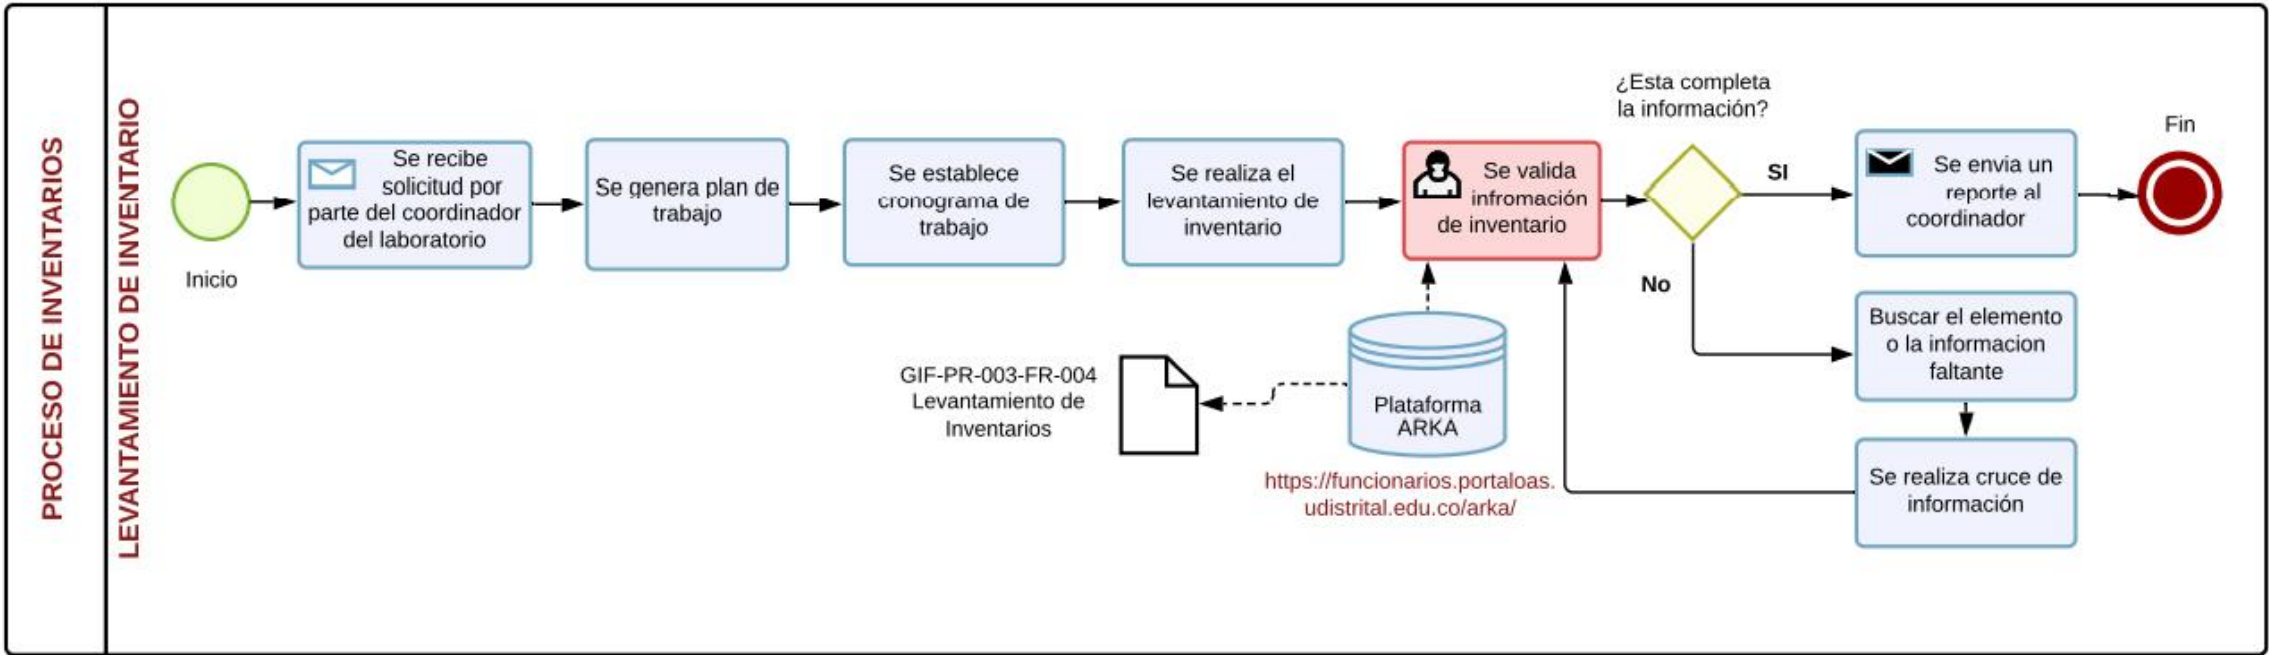 PROCESO DE INVENTARIOS
LEVANTAMIENTO DE INVENTARIO
Inicio
Se recibe
solicitud por
parte del coordinador
del laboratorio
Se genera plan de
trabajo
Se establece
cronograma de
trabajo
Se realiza el
levantamiento de
inventario
Se valida
infromación
de inventario
¿Esta completa
la información?
SI
Se envia un
reporte al
coordinador
Fin
No
Buscar el elemento
o la informacion
faltante
Se realiza cruce de
información
GIF-PR-003-FR-004
Levantamiento de
Inventarios
Plataforma
ARKA
https://funcionarios.portaloas.
udistrital.edu.co/arka/